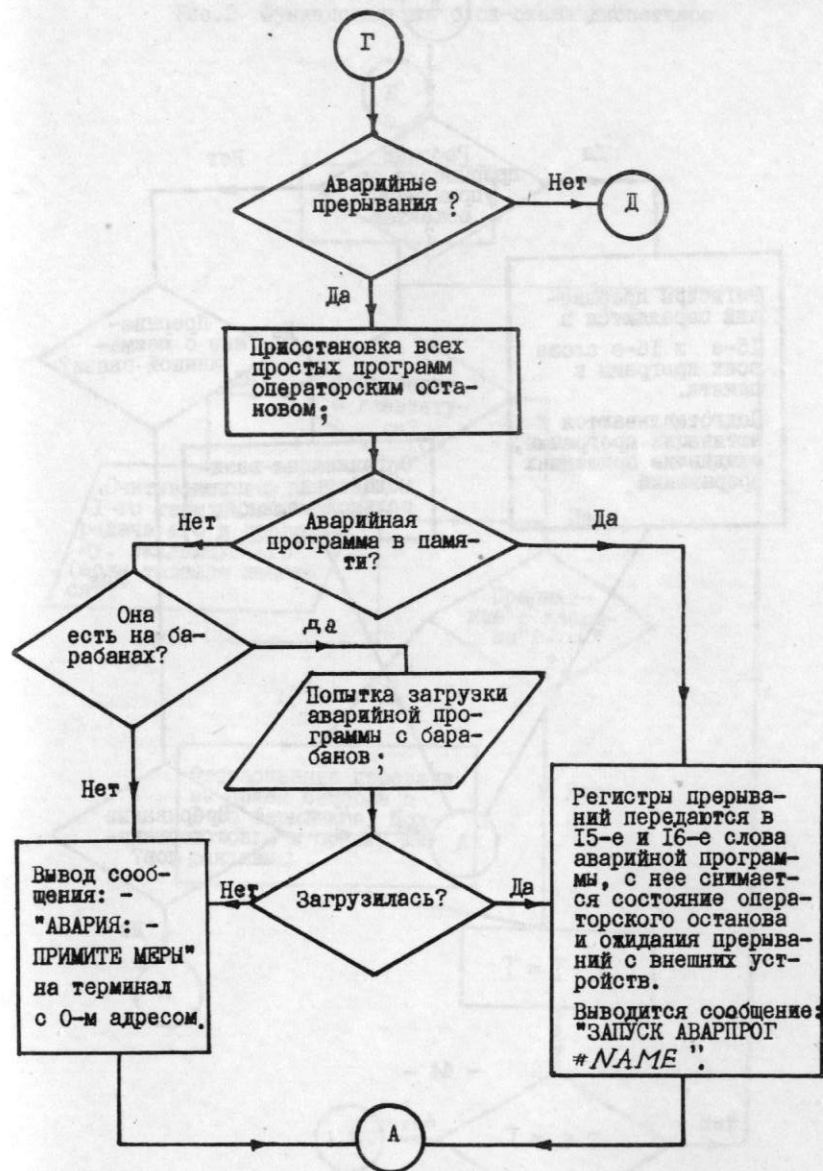 Г
Аварийные
прерывания ?
Нет
Д
Да
Приостановка всех
простых программ
операторским оста-
новом;
Нет
Аварийная
программа в памя-
ти?
Да
Она
есть на ба-
рабанах?
да
Попытка загрузки
аварийной про-
граммы с бара-
банов;
Нет
Вывод сооб-
щения: -
"АВАРИЯ: -
ПРИМИТЕ МЕРЫ"
на терминал
с 0-м адресом.
Нет
Загрузилась?
Да
Регистры прерыва-
ний передаются в
I5-е и I6-е слова
аварийной програм-
мы, с нее снимает-
ся состояние опера-
торского останова
и ожидания прерыва-
ний с внешних уст-
ройств.
Выводится сообщение:
"ЗАПУСК АВАРПРОГ
#NAME ".
А